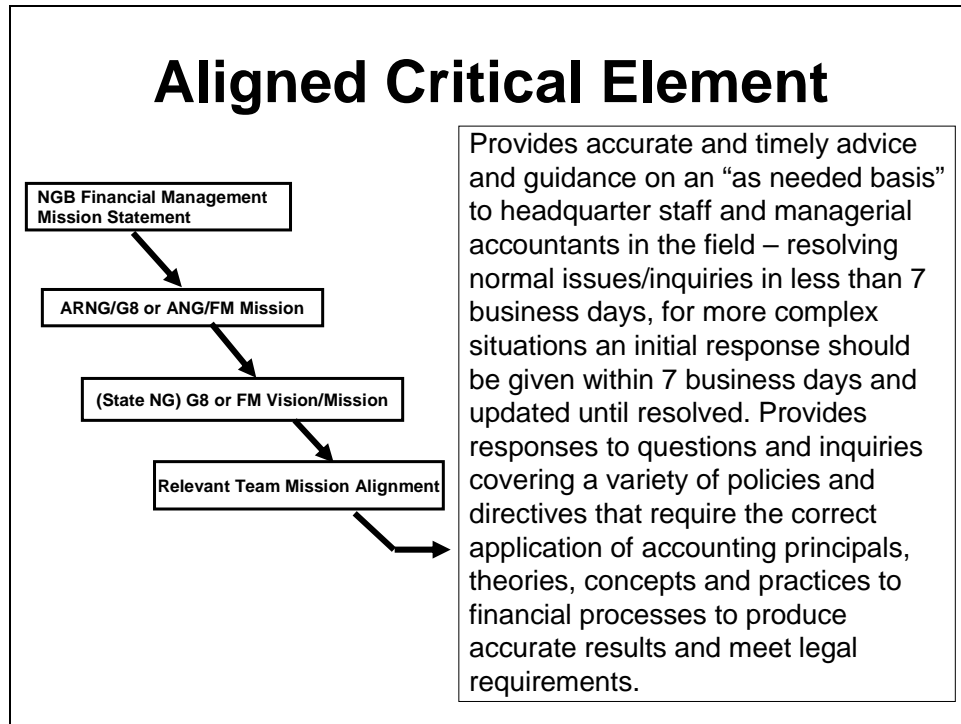 Aligned Critical Element
NGB Financial Management
Mission Statement
ARNG/G8 or ANG/FM Mission
(State NG) G8 or FM Vision/Mission
Relevant Team Mission Alignment
Provides accurate and timely advice
and guidance on an “as needed basis”
to headquarter staff and managerial
accountants in the field – resolving
normal issues/inquiries in less than 7
business days, for more complex
situations an initial response should
be given within 7 business days and
updated until resolved. Provides
responses to questions and inquiries
covering a variety of policies and
directives that require the correct
application of accounting principals,
theories, concepts and practices to
financial processes to produce
accurate results and meet legal
requirements.